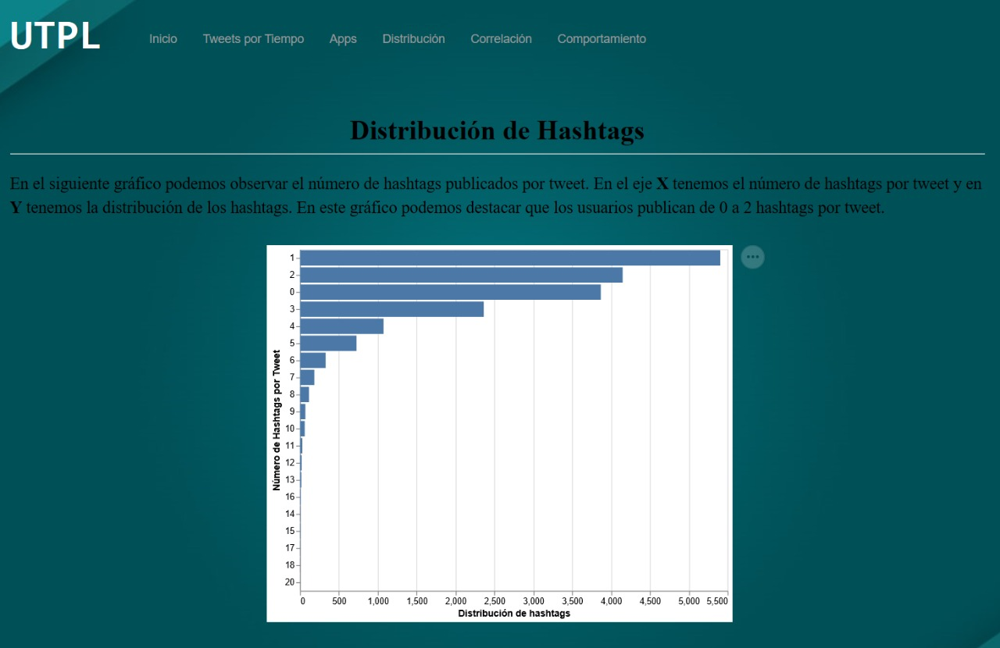 UTPL
Inicio Tweets por Tiempo Apps Distribución Correlación Comportamiento
Distribución de Hashtags
En el siguiente gráfico podemos observar el número de hashtags publicados por tweet. En el eje X tenemos el número de hashtags por tweet y en
Y tenemos la distribución de los hashtags. En este gráfico podemos destacar que los usuarios publican de 0 a 2 hashtags por tweet.
Número de Hashtags por Tweet
1
2
0
3
4
5
6
7
8
9
10
11
12
13
16
14
15
17
18
20
0 500 1,000 1,500 2,000 2,500 3,000 3,500 4,000 4,500 5,000 5,500
Distribución de hashtags